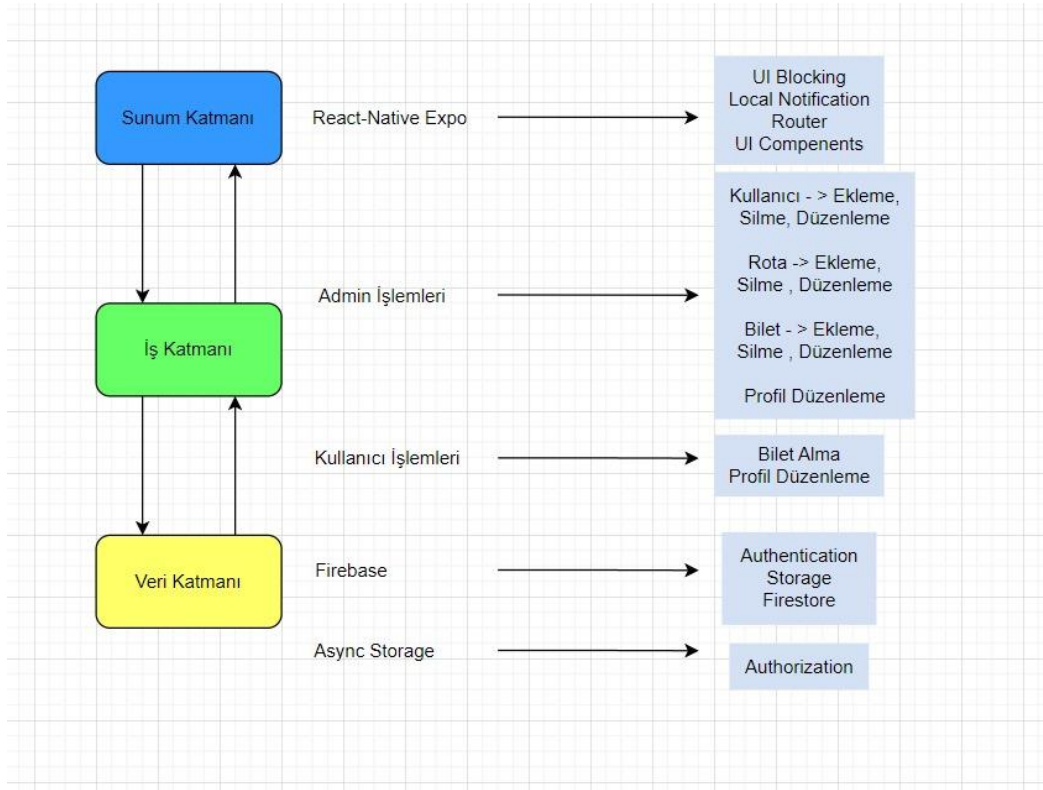 Sunum Katmanı
React-Native Expo
UI Blocking
Local Notification
Router
UI Compenents
Kullanıcı - > Ekleme,
Silme, Düzenleme
Rota -> Ekleme,
Silme , Düzenleme
Bilet - > Ekleme,
Silme , Düzenleme
Profil Düzenleme
Admin İşlemleri
İş Katmanı
Kullanıcı İşlemleri
Bilet Alma
Profil Düzenleme
Veri Katmanı
Firebase
Authentication
Storage
Firestore
Async Storage
Authorization